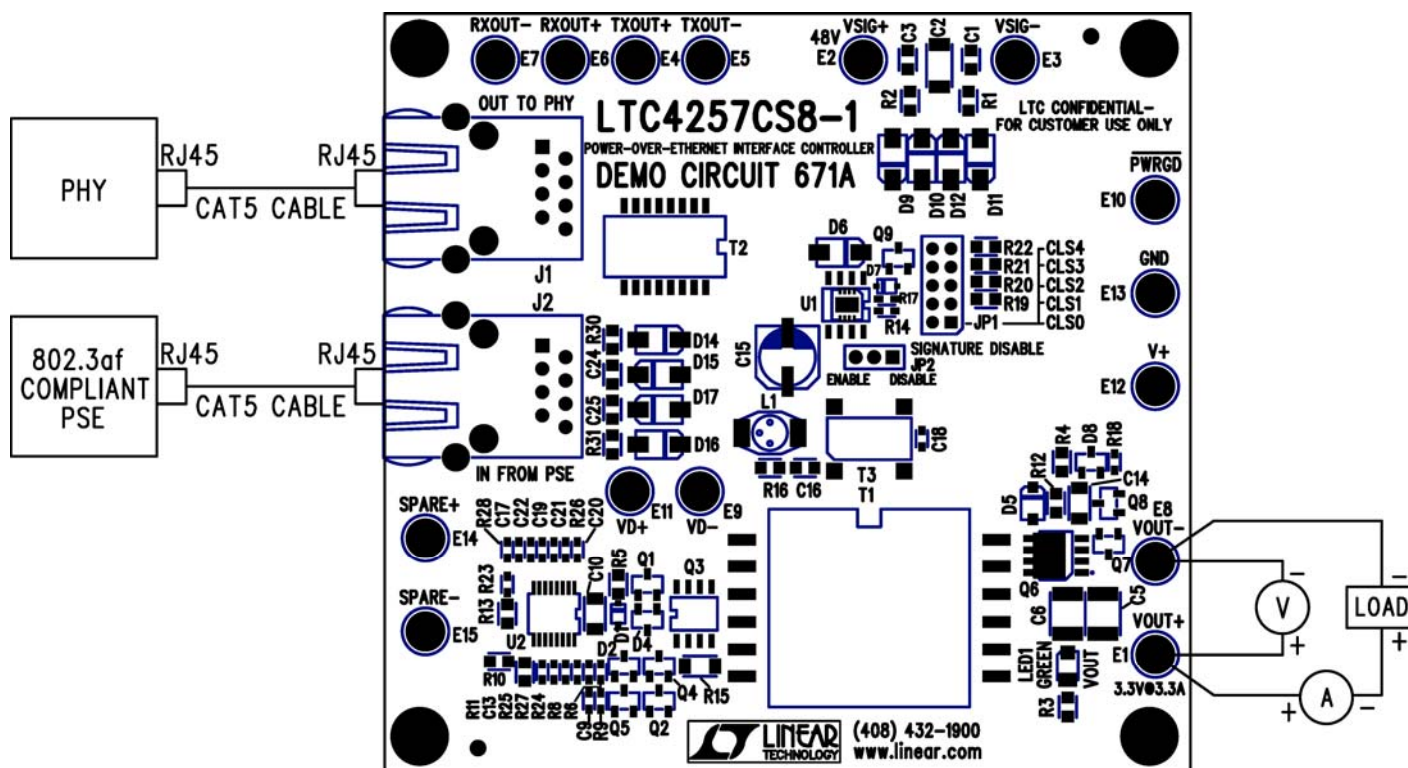 RXOUT- RXOUT+ TXOUT+ TXOUT-
E7 E6 E4 E5
VSIG+ C3 C2 C1 VSIG-
48V
E2 E3
R2 R1
OUT TO PHY
LTC4257CS8-1
LTC CONFIDENTIAL-
FOR CUSTOMER USE ONLY
POWER-OVER-ETHERNET INTERFACE CONTROLLER
DEMO CIRCUIT 671A
PHY
RJ45 RJ45
CAT5 CABLE
PWRGD
E10
D9 D10 D12 D11
T2
D6 Q9
R22 CLS4
D7 R21 CLS3
R20 CLS2
U1 R17 R19 CLS1
R14 JP1 CLS0
GND
E13
J1
J2
802.3af
COMPLIANT
PSE
RJ45 RJ45
CAT5 CABLE
R30 D14
C24 D15
C25 D17
R31 D16
C15
SIGNATURE DISABLE
JP2
ENABLE DISABLE
V+
E12
L1
C18
R16 C16
T3
T1
IN FROM PSE
E11 E9
VD+ VD-
R4 D8 R18
R12 C14
D5 Q8
E8
VOUT-
Q7
Q6
SPARE+
E14
R28 C17 C22 C19 C21 R26 C20
R23
R13
C10 R5 Q1 Q3
SPARE-
E15
U2
D1
D2 D4
R10
Q4 R15
R11 C13 R25 R27 R24 R8 R6 C9 R9 Q5 Q2
C6 C5
VOUT+
E1
3.3V@3.3A
LED1 GREEN VOUT
R3
- V +
- LOAD +
+ A -
LINEAR
TECHNOLOGY
(408) 432-1900
www.linear.com